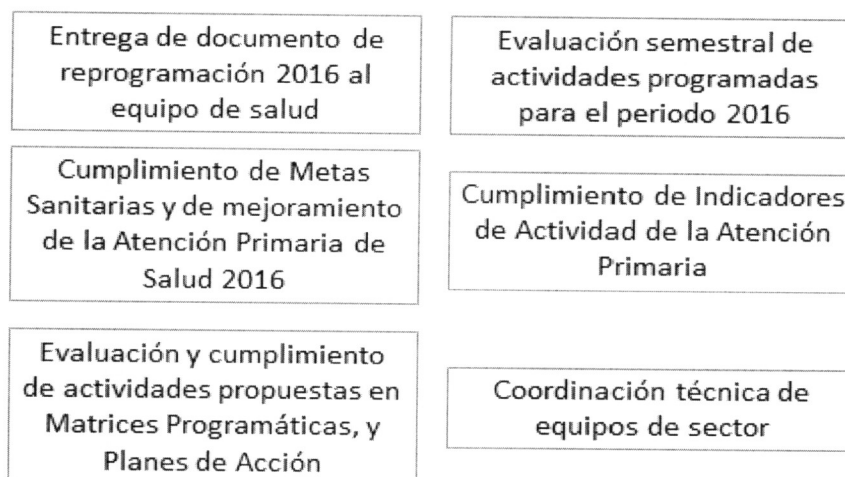 Entrega de documento de
reprogramación 2016 al
equipo de salud
Evaluación semestral de
actividades programadas
para el periodo 2016
Cumplimiento de Metas
Sanitarias y de mejoramiento
de la Atención Primaria de
Salud 2016
Cumplimiento de Indicadores
de Actividad de la Atención
Primaria
Evaluación y cumplimiento
de actividades propuestas en
Matrices Programáticas, y
Planes de Acción
Coordinación técnica de
equipos de sector